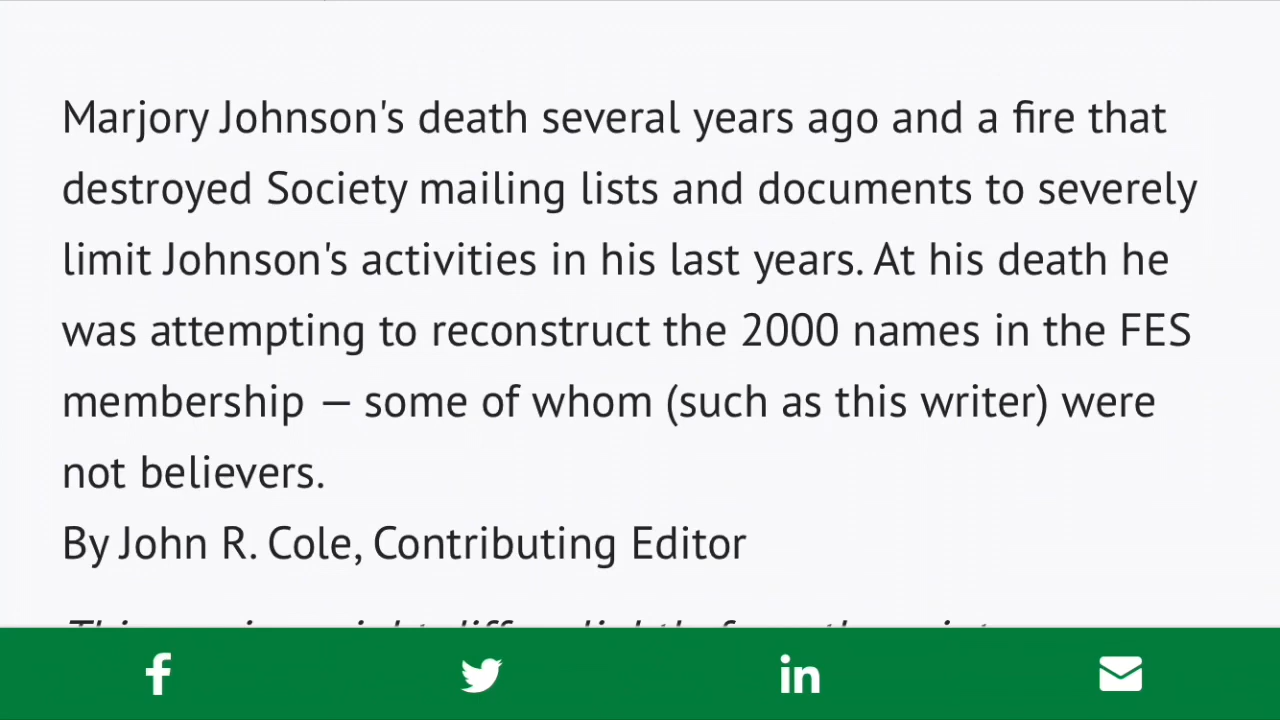 Marjory Johnson's death several years ago and a fire that
destroyed Society mailing lists and documents to severely
limit Johnson's activities in his last years. At his death he
was attempting to reconstruct the 2000 names in the FES
membership — some of whom (such as this writer) were
not believers.
By John R. Cole, Contributing Editor